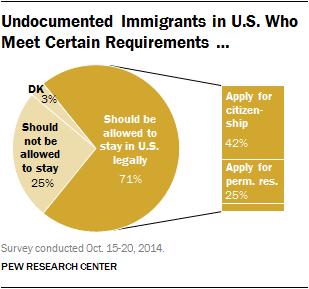 Undocumented Immigrants in U.S. Who
Meet Certain Requirements ...
DK
3%
Should
not be
allowed
to stay
25%
Should be
allowed to
stay in U.S.
legally
71%
Apply for
citizen-
ship
42%
Apply for
perm. res.
25%
Survey conducted Oct. 15-20, 2014.
PEW RESEARCH CENTER